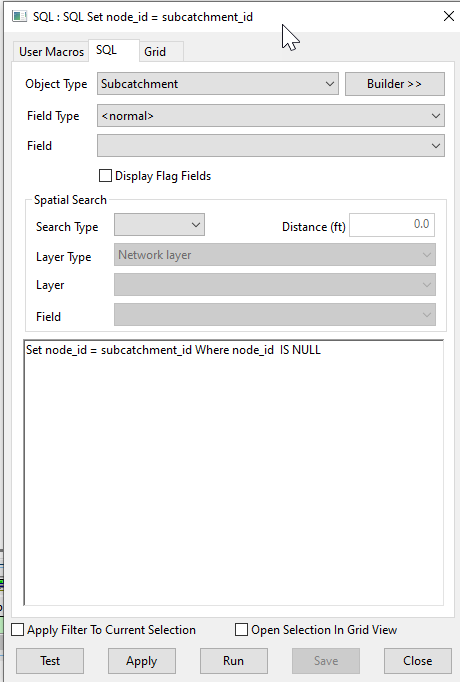 SQL : SQL Set node_id = subcatchment_id
User Macros SQL Grid
Object Type Subcatchment Builder >>
Field Type <normal>
Field
Display Flag Fields
Spatial Search
Search Type Distance (ft) 0.0
Layer Type Network layer
Layer
Field
Set node_id = subcatchment_id Where node_id  IS NULL
Apply Filter To Current Selection Open Selection In Grid View
Test Apply Run Save Close